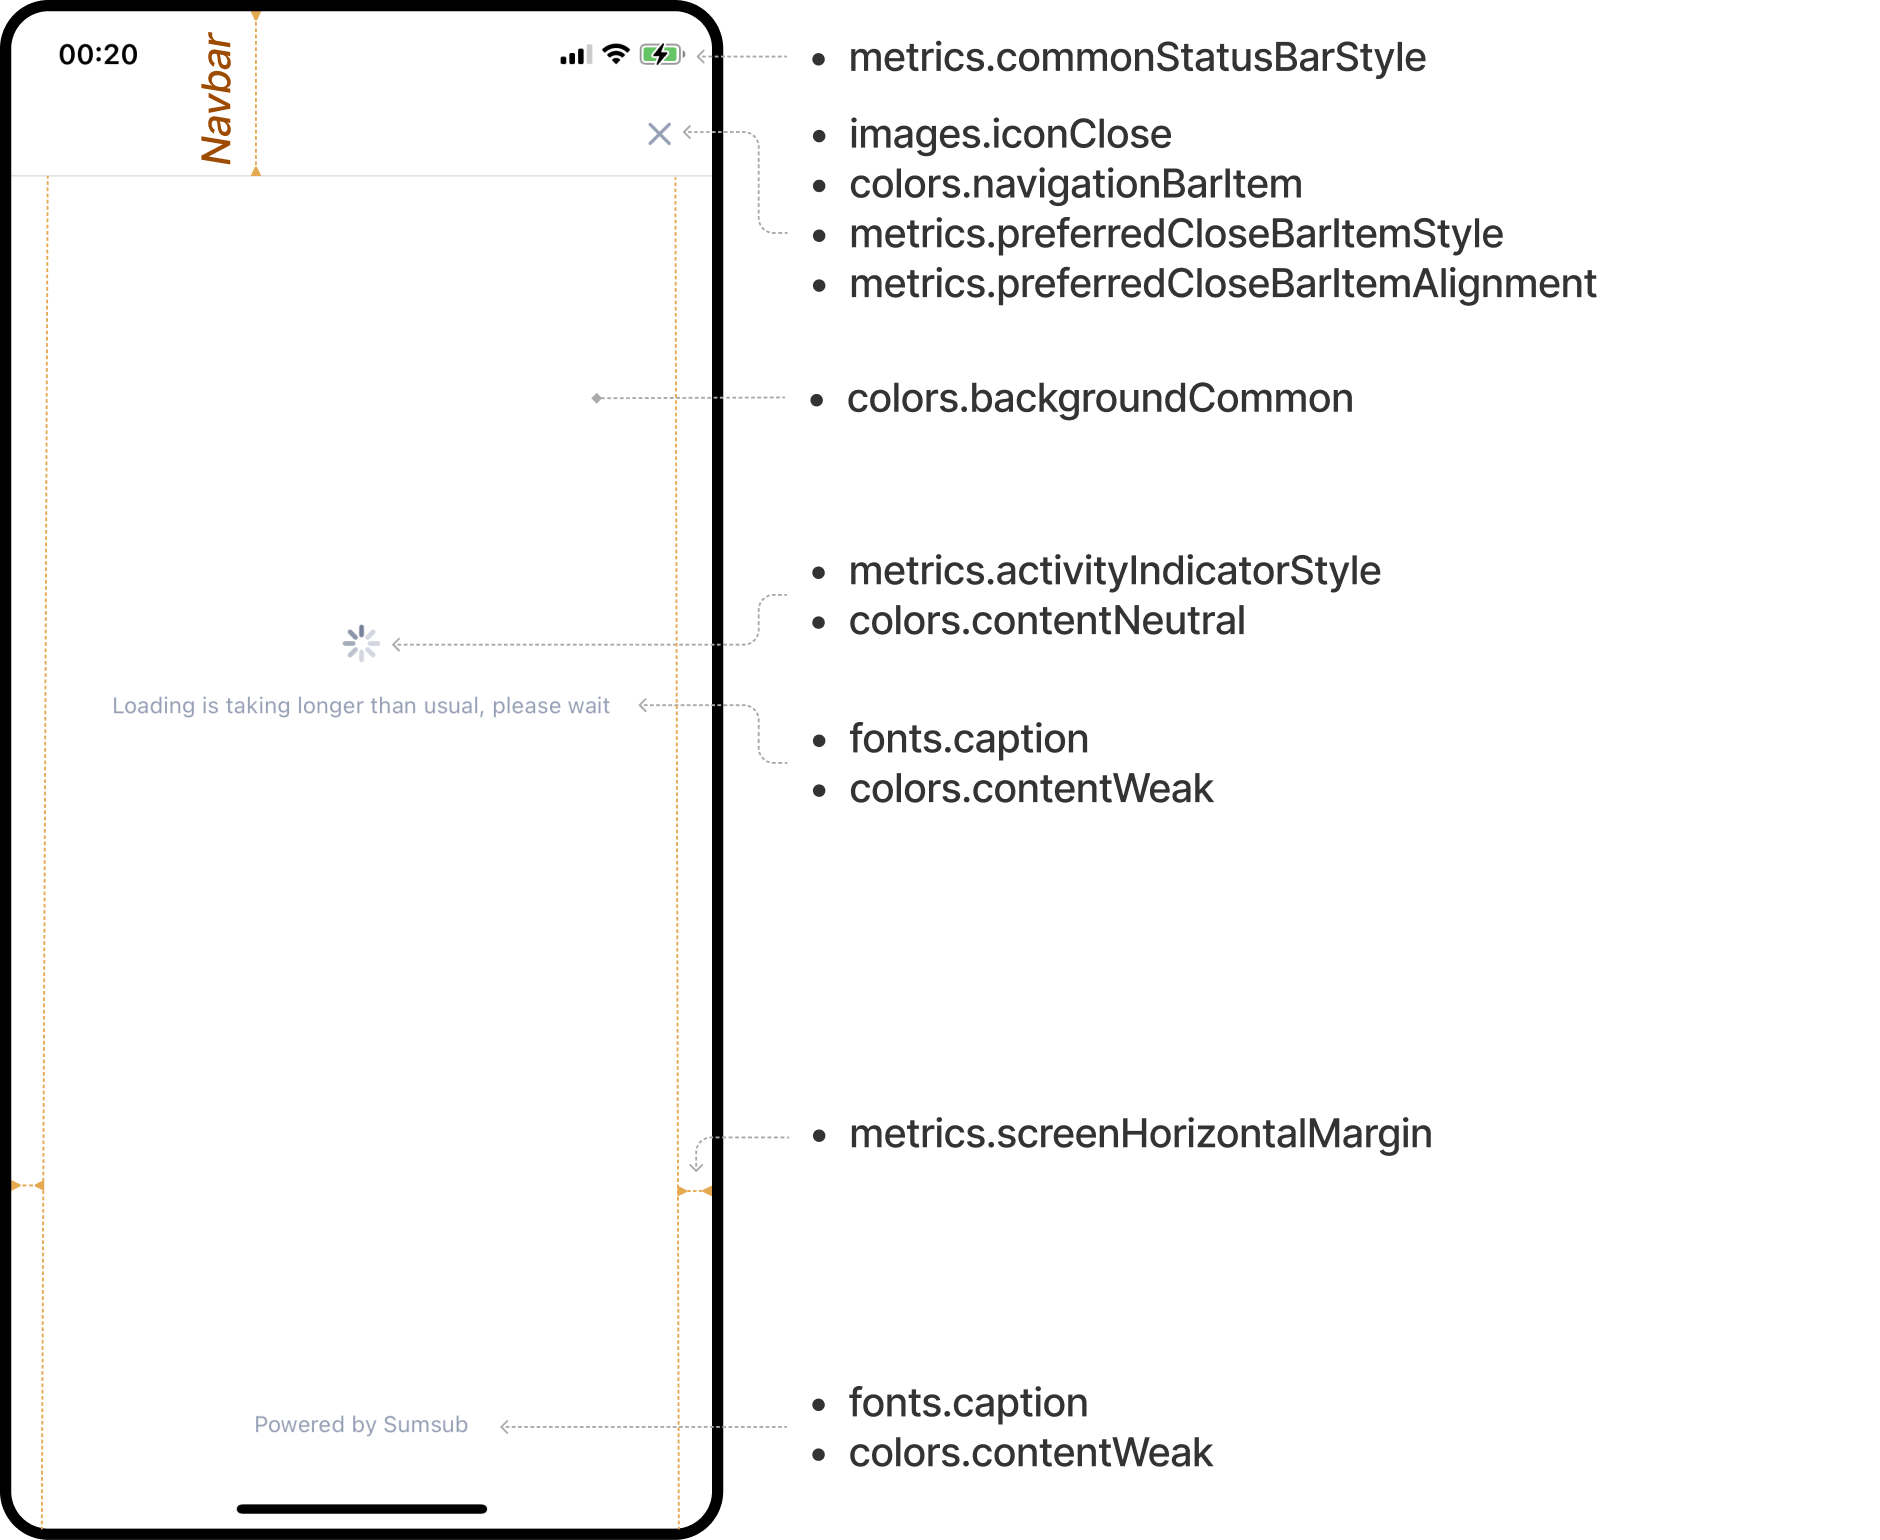 00:20
Navbar
• metrics.commonStatusBarStyle
• images.iconClose
• colors.navigationBarItem
• metrics.preferredCloseBarItemStyle
• metrics.preferredCloseBarItemAlignment
• colors.backgroundCommon
• metrics.activityIndicatorStyle
• colors.contentNeutral
Loading is taking longer than usual, please wait
• fonts.caption
• colors.contentWeak
• metrics.screenHorizontalMargin
Powered by Sumsub
• fonts.caption
• colors.contentWeak